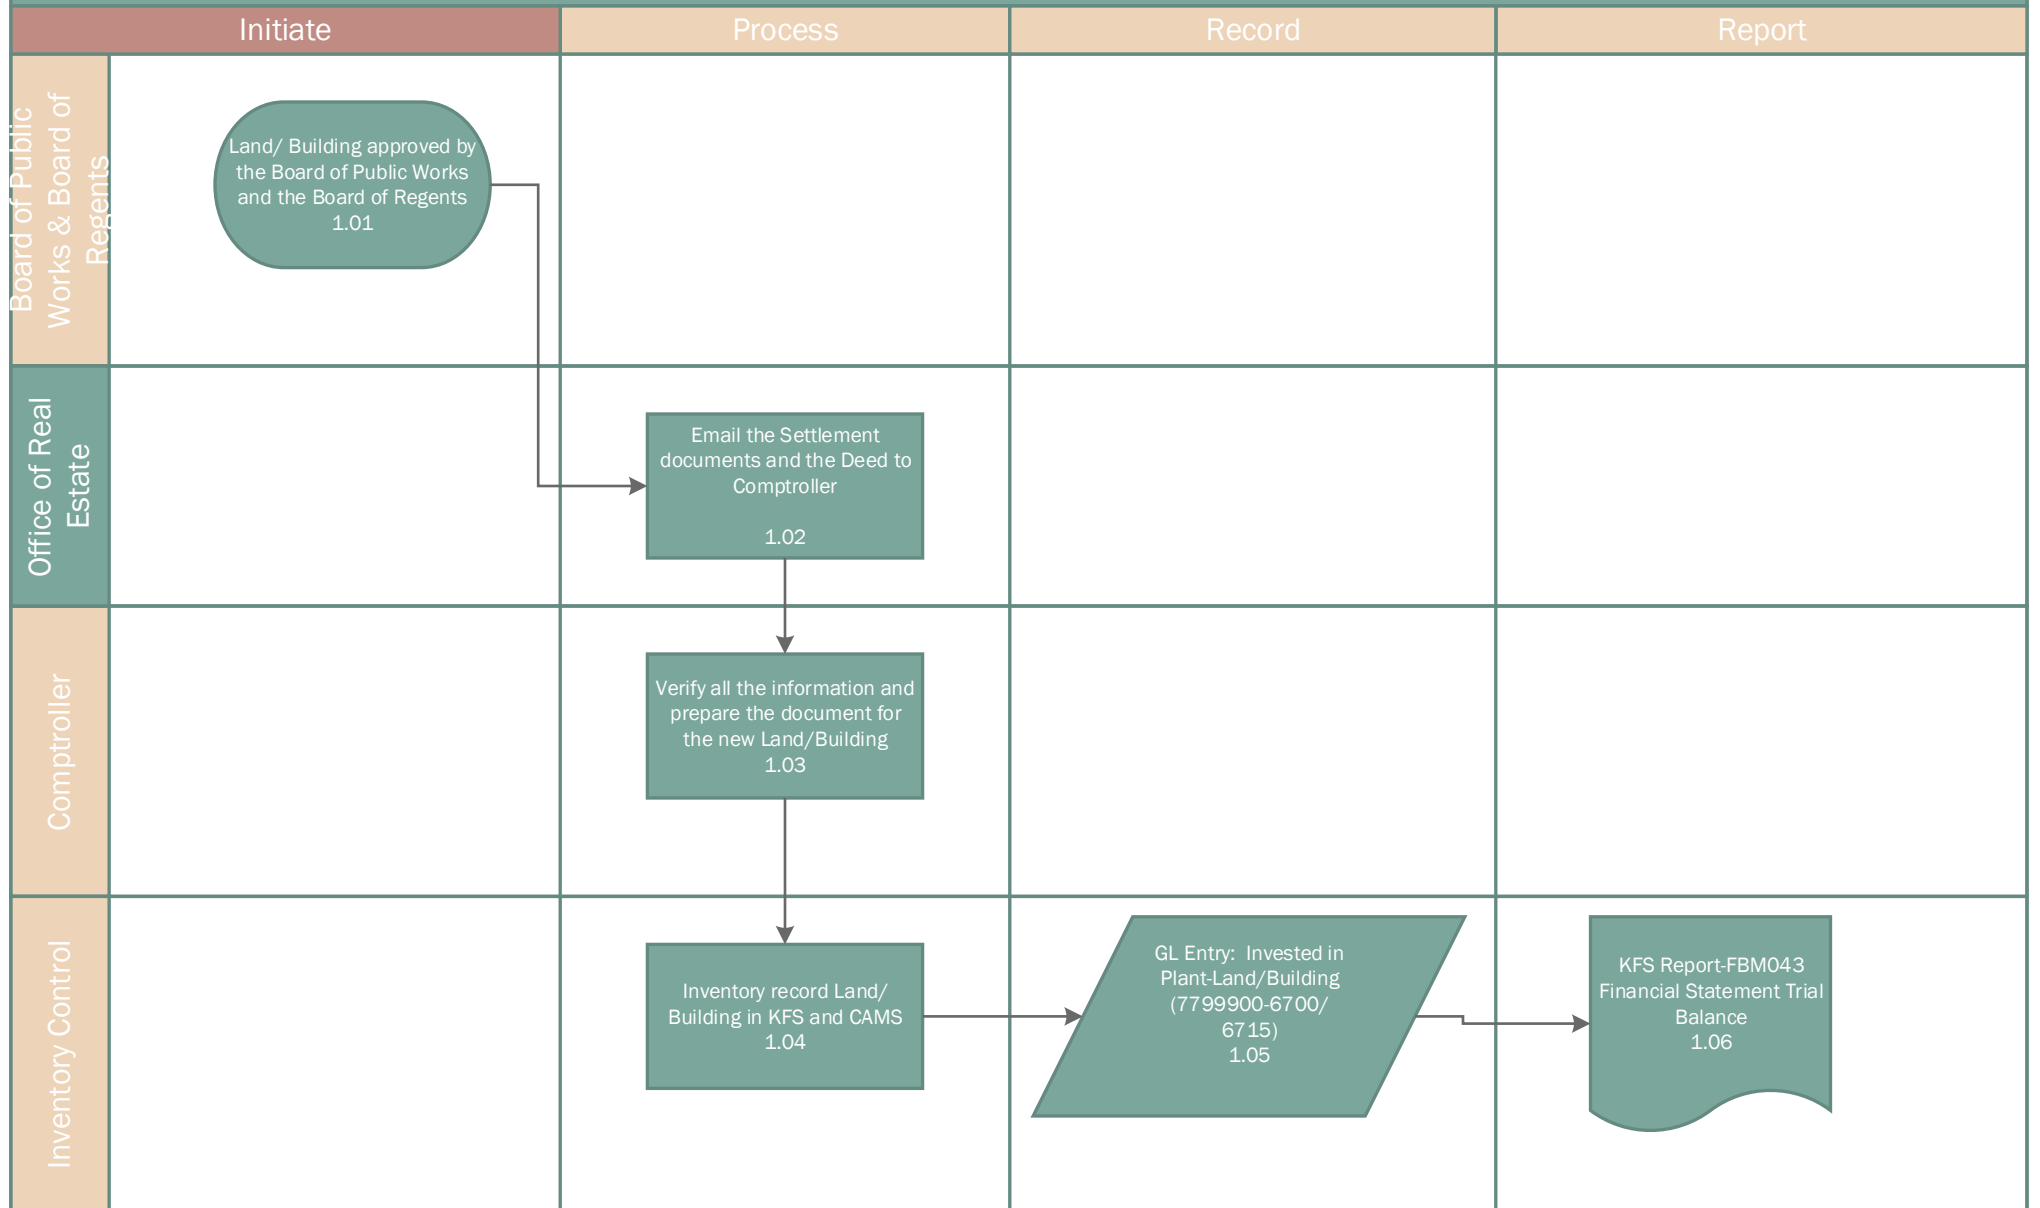 Initiate
Process
Record
Report
Board of Public
Works & Board of
Regents
Land/ Building approved by
the Board of Public Works
and the Board of Regents
1.01
Office of Real
Estate
Email the Settlement
documents and the Deed to
Comptroller
1.02
Comptroller
Verify all the information and
prepare the document for
the new Land/Building
1.03
Inventory Control
Inventory record Land/
Building in KFS and CAMS
1.04
GL Entry:  Invested in
Plant-Land/Building
(7799900-6700/
6715)
1.05
KFS Report-FBM043
Financial Statement Trial
Balance
1.06